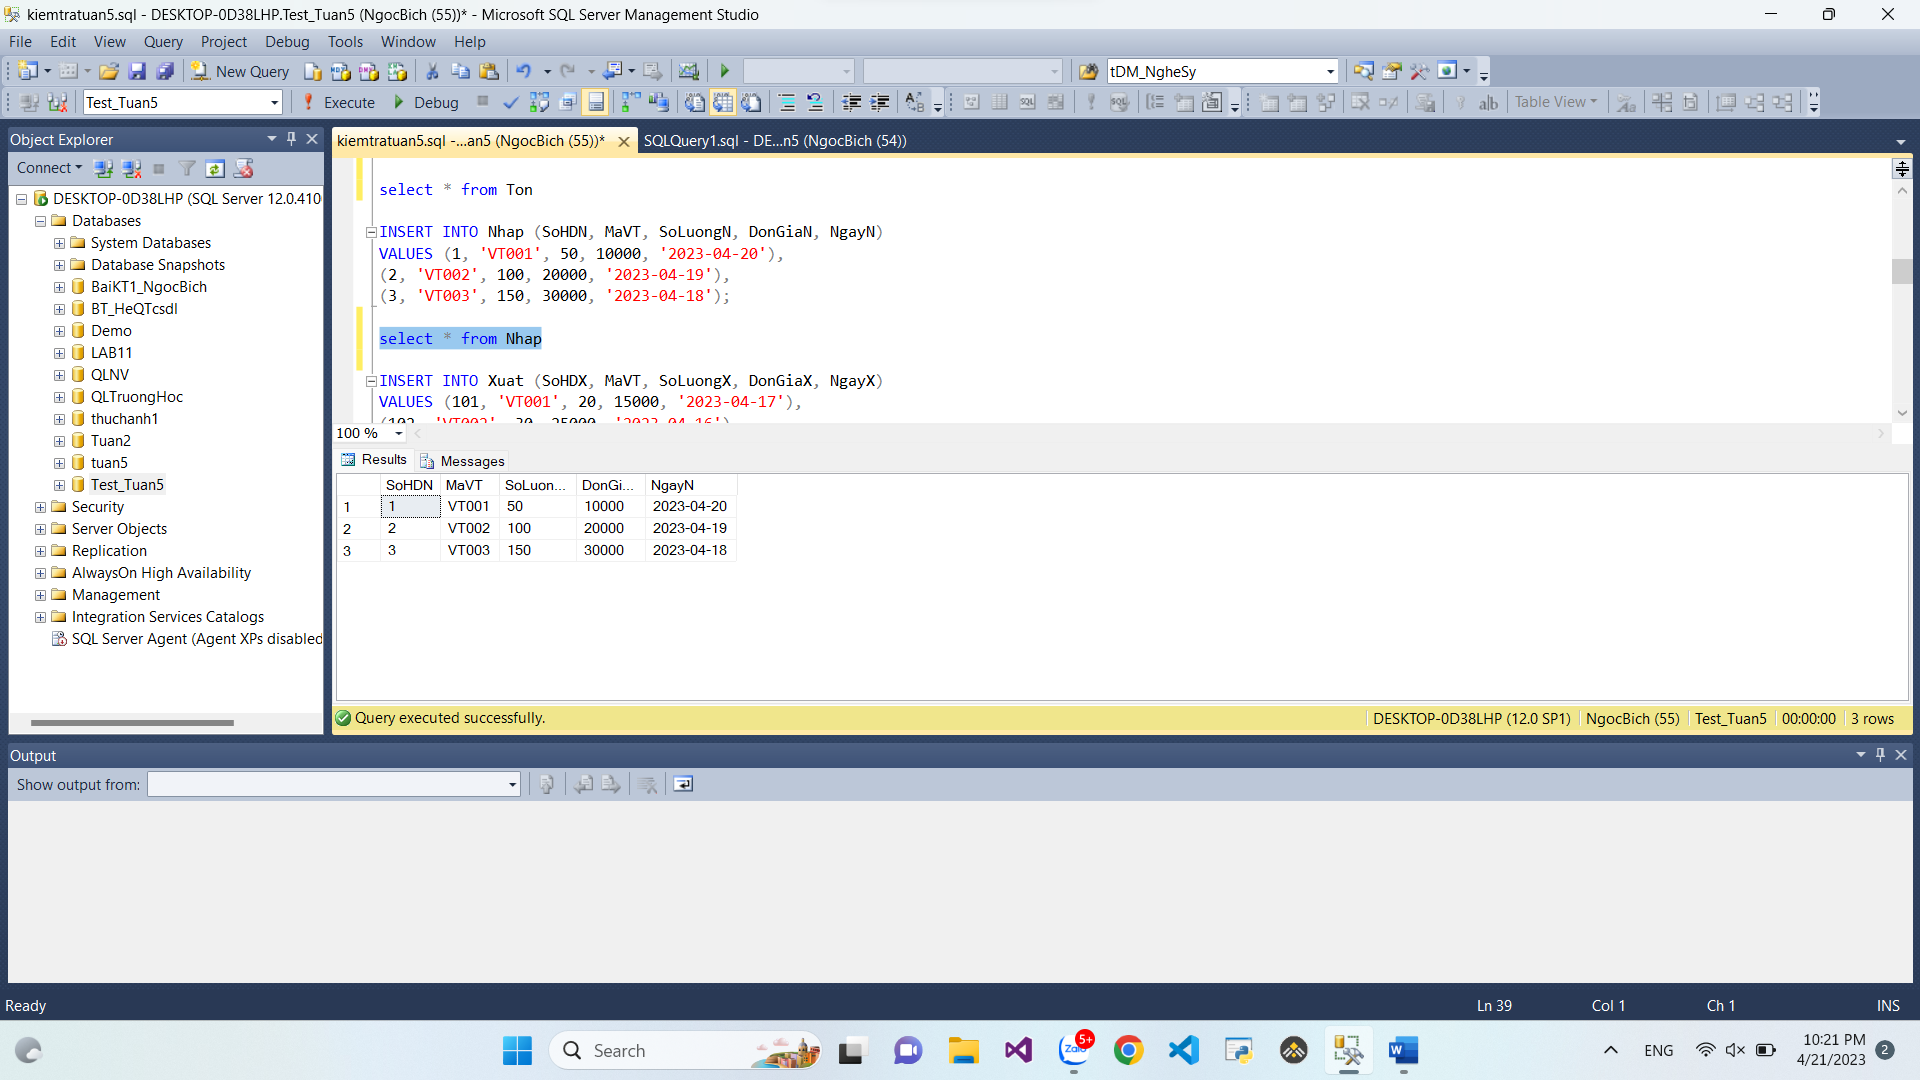 kiemtratuan5.sql - DESKTOP-0D38LHP.Test_Tuan5 (NgocBich (55))* - Microsoft SQL Server Management Studio
File Edit View Query Project Debug Tools Window Help
New Query
tDM_NgheSy
Test_Tuan5
Execute
Debug
Table View
Object Explorer
Connect
DESKTOP-0D38LHP (SQL Server 12.0.410
Databases
System Databases
Database Snapshots
BaiKT1_NgocBich
BT_HeQTcsdl
Demo
LAB11
QLNV
QLTruongHoc
thuchanh1
Tuan2
tuan5
Test_Tuan5
Security
Server Objects
Replication
AlwaysOn High Availability
Management
Integration Services Catalogs
SQL Server Agent (Agent XPs disabled
kiemtratuan5.sql -...an5 (NgocBich (55))*
SQLQuery1.sql - DE...n5 (NgocBich (54))
select * from Ton
INSERT INTO Nhap (SoHDN, MaVT, SoLuongN, DonGiaN, NgayN)
VALUES (1, 'VT001', 50, 10000, '2023-04-20'),
(2, 'VT002', 100, 20000, '2023-04-19'),
(3, 'VT003', 150, 30000, '2023-04-18');
select * from Nhap
INSERT INTO Xuat (SoHDX, MaVT, SoLuongX, DonGiaX, NgayX)
VALUES (101, 'VT001', 20, 15000, '2023-04-17'),
(102, 'VT002', 30, 25000, '2023-04-16')
100 %
Results
Messages
SoHDN MaVT SoLuon... DonGi... NgayN
1 1 VT001 50 10000 2023-04-20
2 2 VT002 100 20000 2023-04-19
3 3 VT003 150 30000 2023-04-18
Query executed successfully.
DESKTOP-0D38LHP (12.0 SP1)
NgocBich (55)
Test_Tuan5
00:00:00
3 rows
Output
Show output from:
Ready
Ln 39
Col 1
Ch 1
INS
Search
Zalo
5+
ENG
10:21 PM
4/21/2023
2